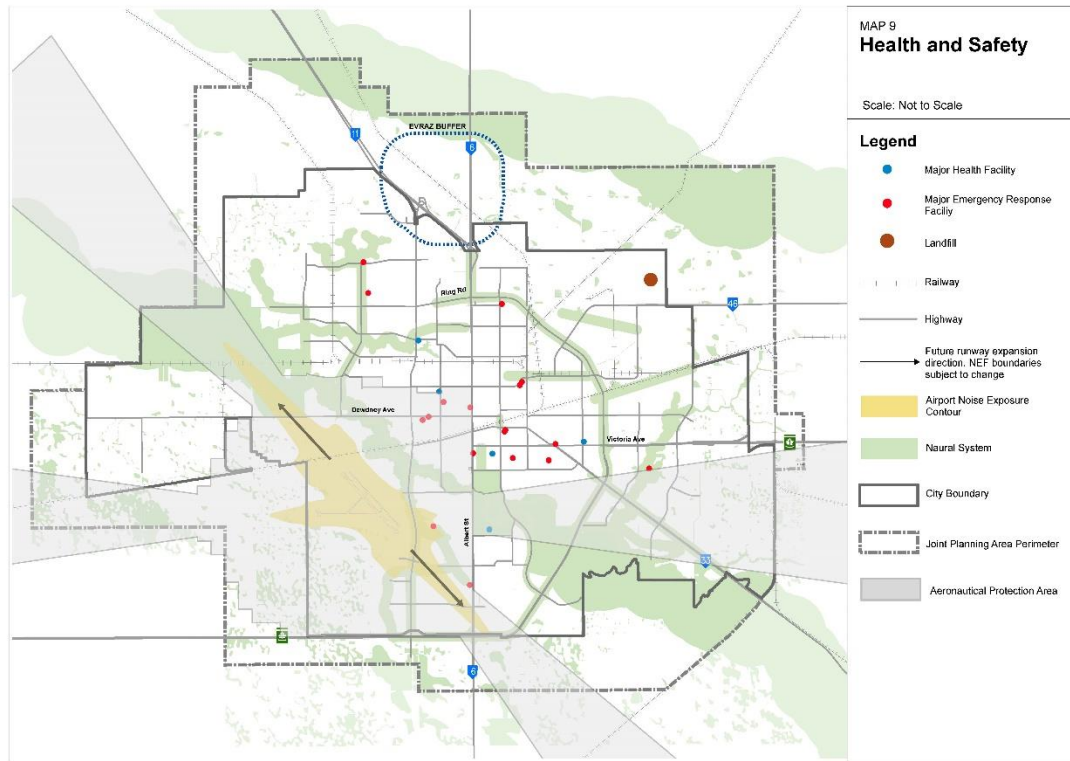 MAP 9
Health and Safety
Scale: Not to Scale
Legend
Major Health Facility
Major Emergency Response
Faciliy
Landfill
Railway
Highway
Future runway expansion
direction. NEF boundaries
subject to change
Airport Noise Exposure
Contour
Naural System
City Boundary
Joint Planning Area Perimeter
Aeronautical Protection Area
EVRAZ BUFFER
11
6
Ring Rd
46
Dewdney Ave
Victoria Ave
1
Albert St
33
6